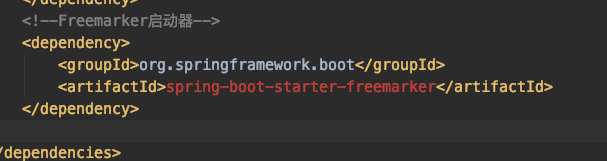 </dependency>
<!--Freemarker启动器-->
<dependency>
<groupId>org.springframework.boot</groupId>
<artifactId>spring-boot-starter-freemarker</artifactId>
</dependency>
/dependencies>